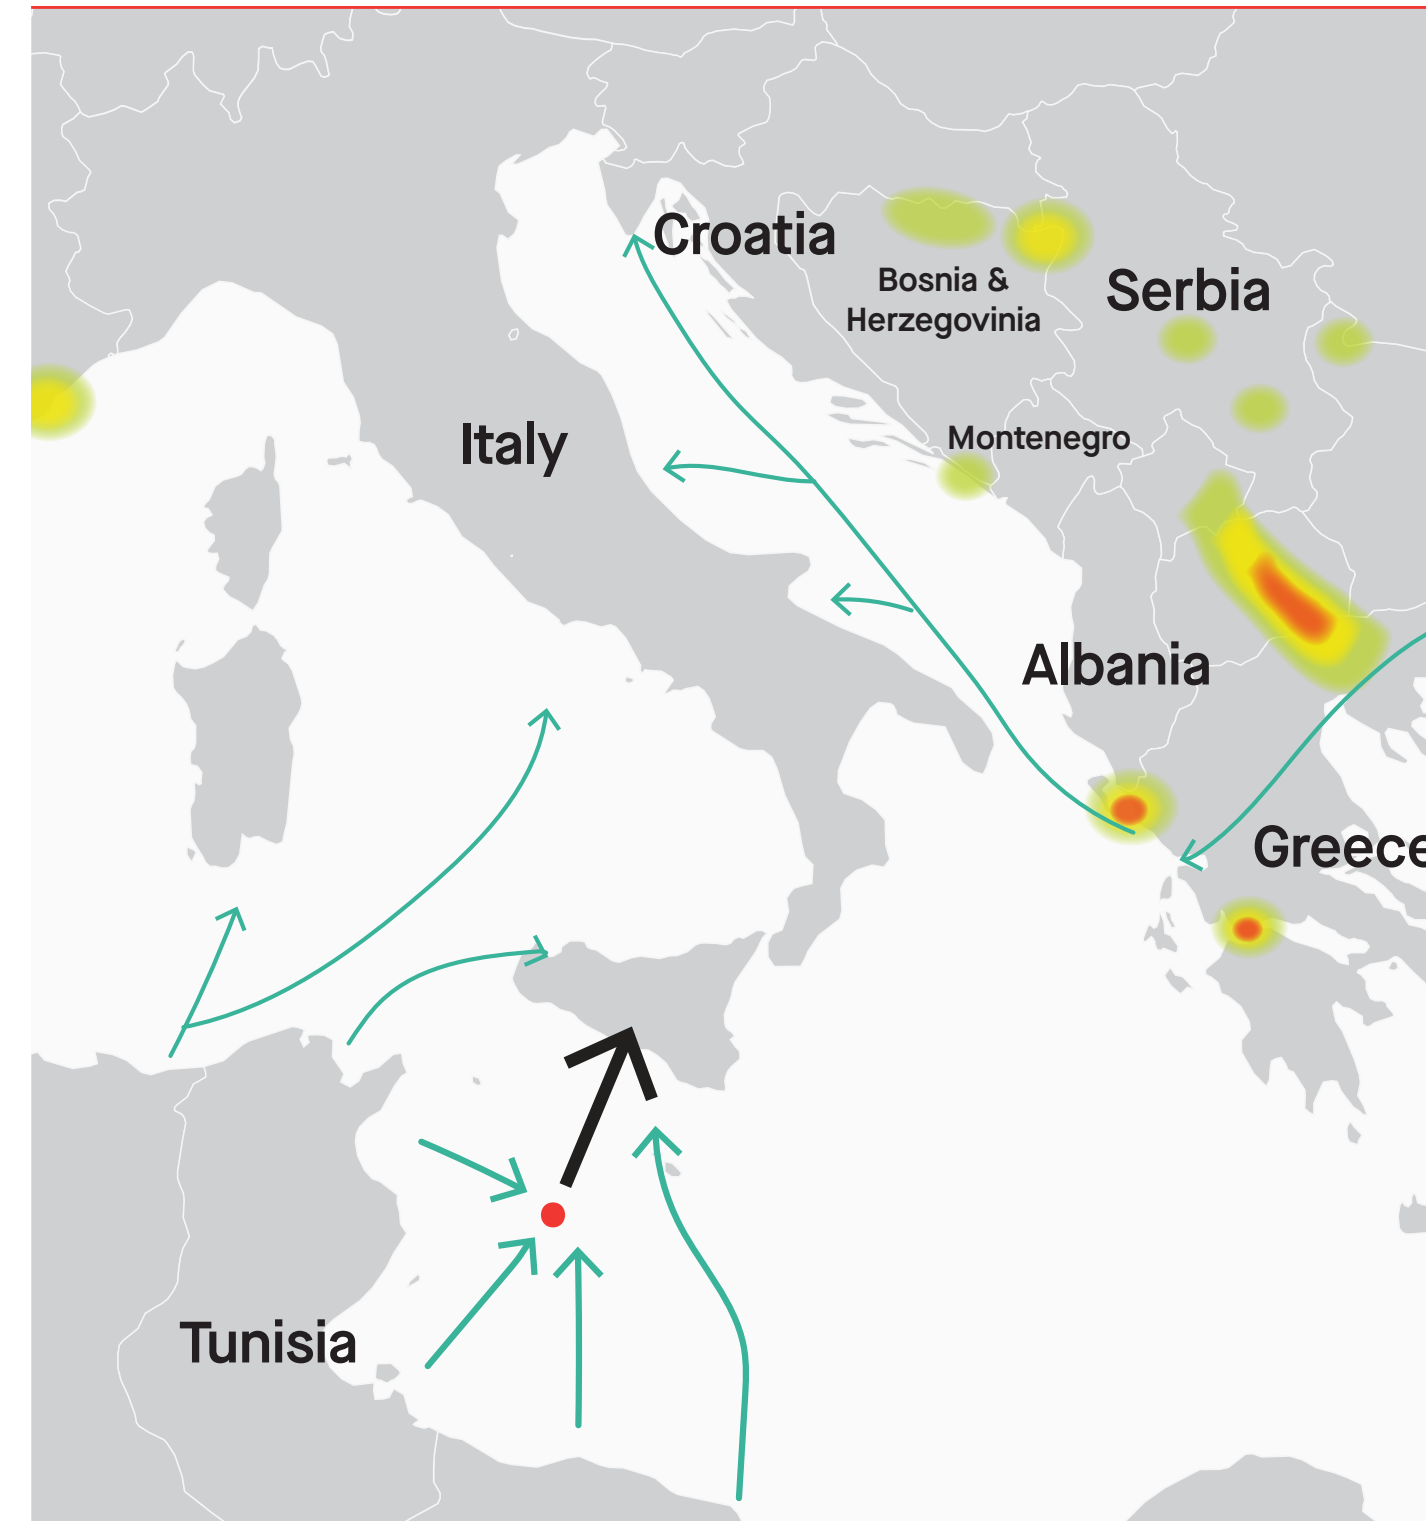 Croatia
Bosnia &
Herzegovinia
Serbia
Italy
Montenegro
Albania
Greece
Tunisia